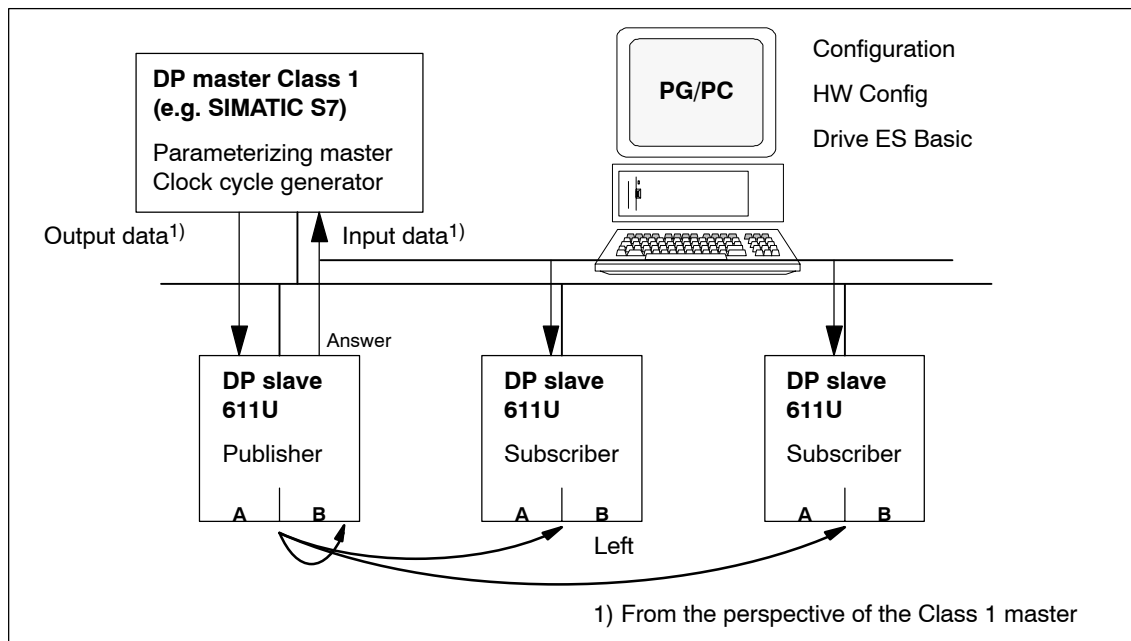 DP master Class 1
(e.g. SIMATIC S7)
Parameterizing master
Clock cycle generator
PG/PC
Configuration
HW Config
Drive ES Basic
Output data1)
Input data1)
Answer
DP slave
611U
Publisher
A B
DP slave
611U
Subscriber
A B
DP slave
611U
Subscriber
A B
Left
1) From the perspective of the Class 1 master